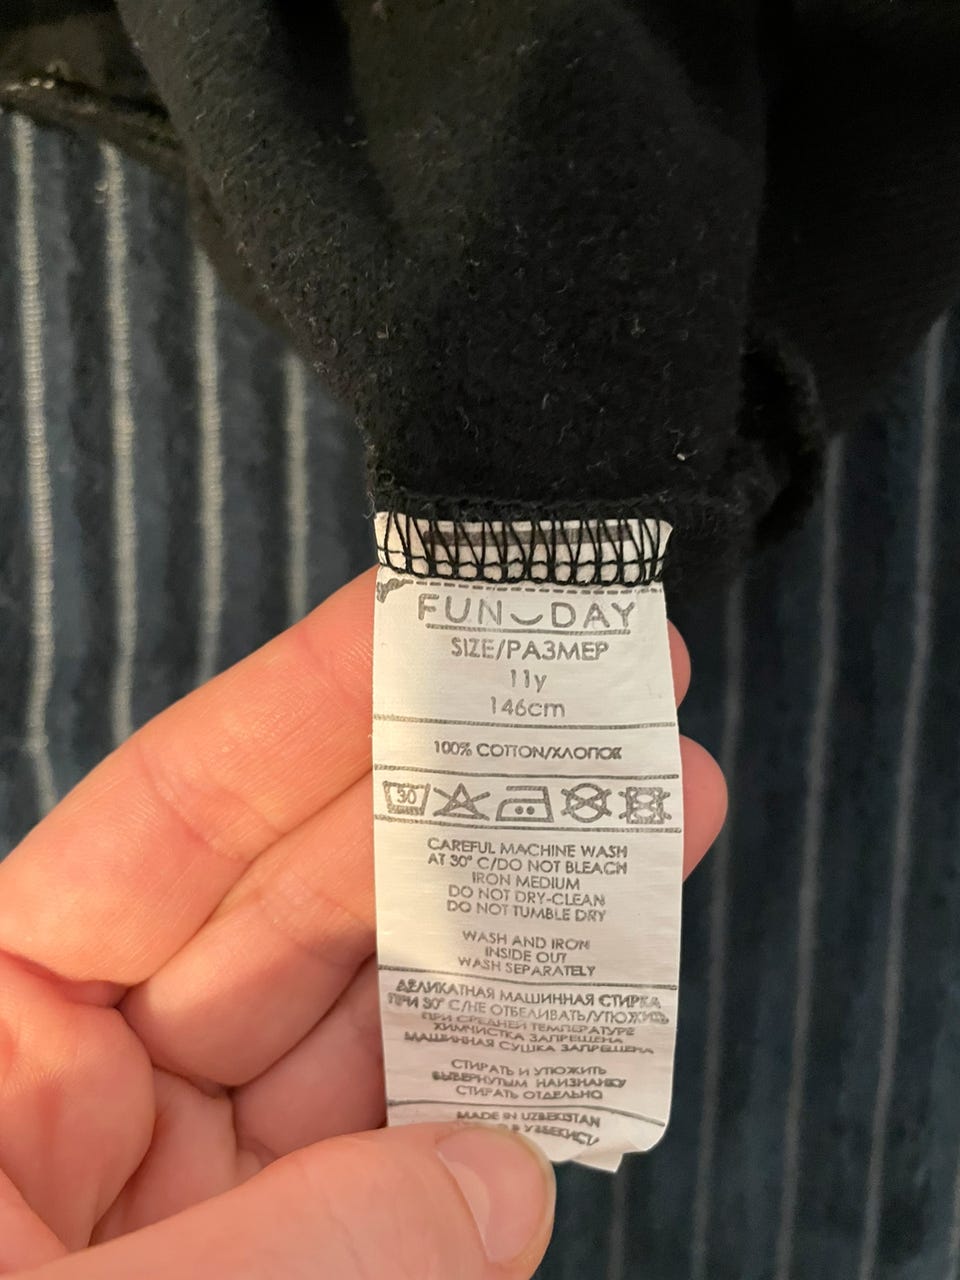 FUN DAY
SIZE/РАЗМЕР
11y
146cm
100% COTTON/ХЛОПОК
30
CAREFUL MACHINE WASH
AT 30° C/DO NOT BLEACH
IRON MEDIUM
DO NOT DRY-CLEAN
DO NOT TUMBLE DRY
WASH AND IRON
INSIDE OUT
WASH SEPARATELY
ДЕЛИКАТНАЯ МАШИННАЯ СТИРКА
ПРИ 30° С/НЕ ОТБЕЛИВАТЬ/УТЮЖИТЬ
ПРИ СРЕДНЕЙ ТЕМПЕРАТУРЕ
ХИМЧИСТКА ЗАПРЕЩЕНА
МАШИННАЯ СУШКА ЗАПРЕЩЕНА
СТИРАТЬ И УТЮЖИТЬ
ВЫВЕРНУТЫМ НАИЗНАНКУ
СТИРАТЬ ОТДЕЛЬНО
MADE IN UZBEKISTAN